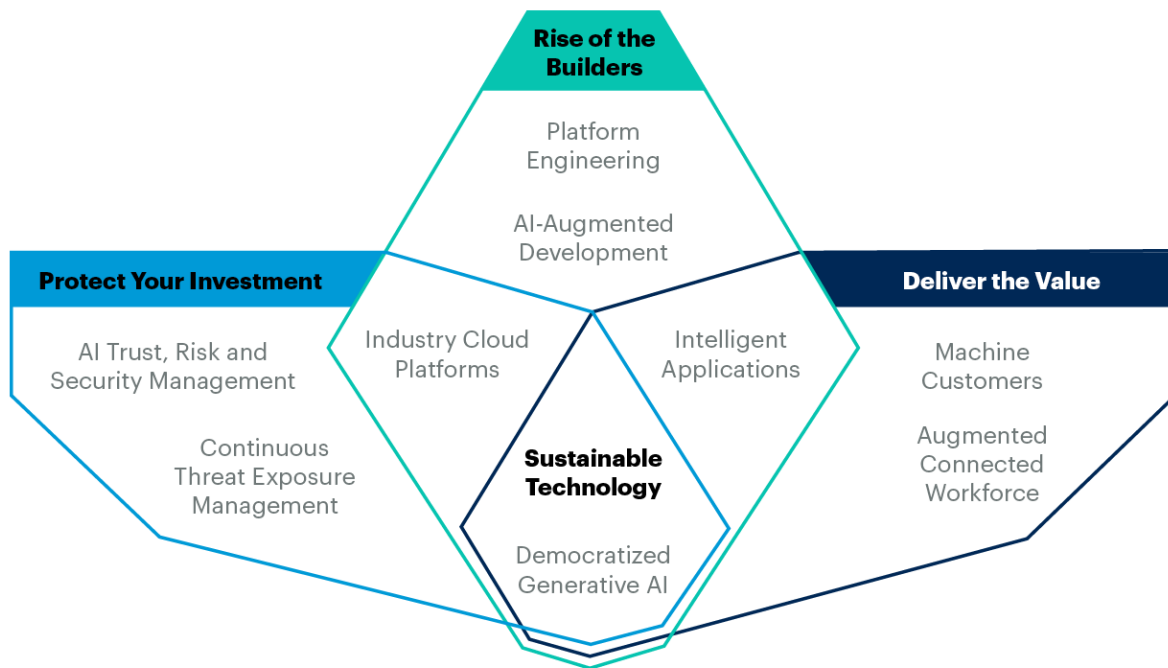 Rise of the
Builders
Platform
Engineering
AI-Augmented
Development
Protect Your Investment
Deliver the Value
AI Trust, Risk and
Security Management
Industry Cloud
Platforms
Intelligent
Applications
Machine
Customers
Continuous
Threat Exposure
Management
Sustainable
Technology
Augmented
Connected
Workforce
Democratized
Generative AI